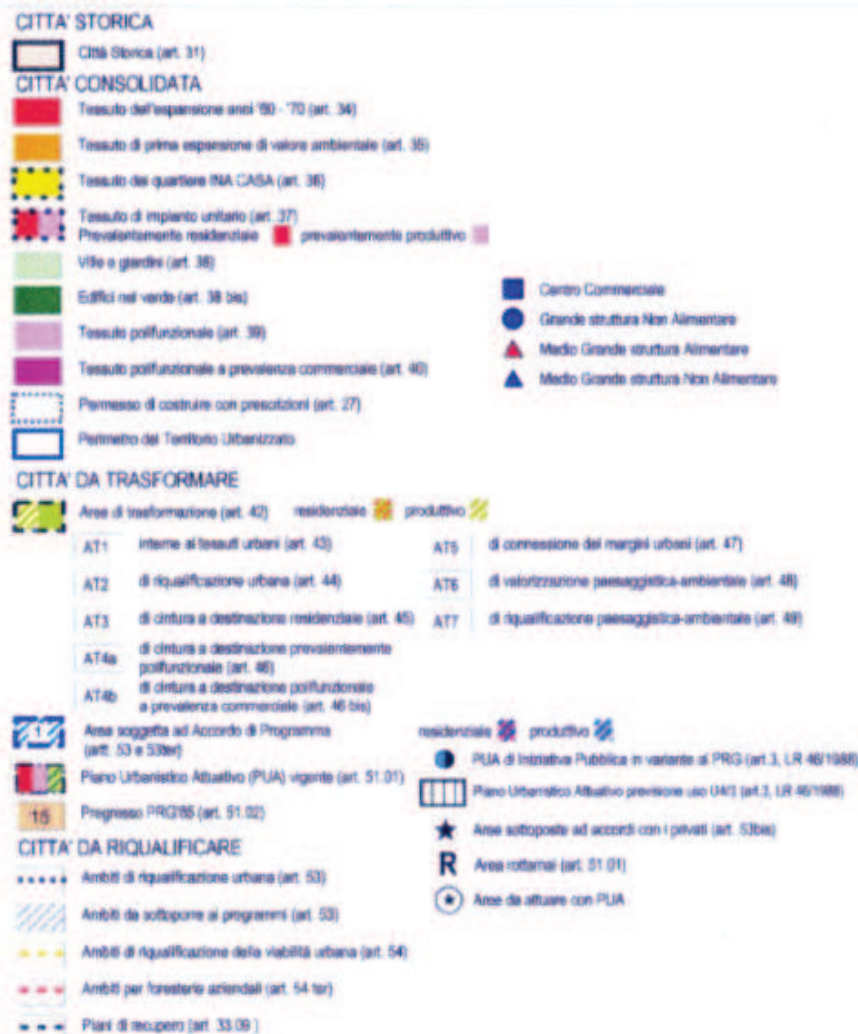 CITTA' STORICA
Città Storica (art. 31)
CITTA' CONSOLIDATA
Tessuto dell'espansione anni '60 - '70 (art. 34)
Tessuto di prima espansione di valore ambientale (art. 35)
Tessuto dei quartiere INA CASA (art. 36)
Tessuto di impianto unitario (art. 37)
Prevalentemente residenziale prevalentemente produttivo
Ville e giardini (art. 38)
Edifici nel verde (art. 38 bis)
Tessuto polifunzionale (art. 39)
Tessuto polifunzionale a prevalenza commerciale (art. 40)
Permesso di costruire con prescrizioni (art. 27)
Perimetro del Territorio Urbanizzato
Centro Commerciale
Grande struttura Non Alimentare
Medio Grande struttura Alimentare
Medio Grande struttura Non Alimentare
CITTA' DA TRASFORMARE
Aree di trasformazione (art. 42) residenziale produttivo
AT1 interne ai tessuti urbani (art. 43)
AT2 di riqualificazione urbana (art. 44)
AT3 di cintura a destinazione residenziale (art. 45)
AT4a di cintura a destinazione prevalentemente
polifunzionale (art. 46)
AT4b di cintura a destinazione polifunzionale
a prevalenza commerciale (art. 46 bis)
AT5 di connessione dei margini urbani (art. 47)
AT6 di valorizzazione paesaggistica-ambientale (art. 48)
AT7 di riqualificazione paesaggistica-ambientale (art. 49)
1 Area soggetta ad Accordo di Programma
(artt. 53 e 53ter)
residenziale produttivo
Piano Urbanistico Attuativo (PUA) vigente (art. 51.01)
Pregresso PRG'85 (art. 51.02)
PUA di Iniziativa Pubblica in variante al PRG (art.3, LR 46/1988)
Piano Urbanistico Attuativo previsione uso U4/3 (art.3, LR 46/1988)
Aree sottoposte ad accordi con i privati (art. 53bis)
R Area rottamai (art. 51.01)
Aree da attuare con PUA
CITTA' DA RIQUALIFICARE
Ambiti di riqualificazione urbana (art. 53)
Ambiti da sottoporre ai programmi (art. 53)
Ambiti di riqualificazione della viabilità urbana (art. 54)
Ambiti per foresterie aziendali (art. 54 ter)
Piani di recupero (art. 33.09 )